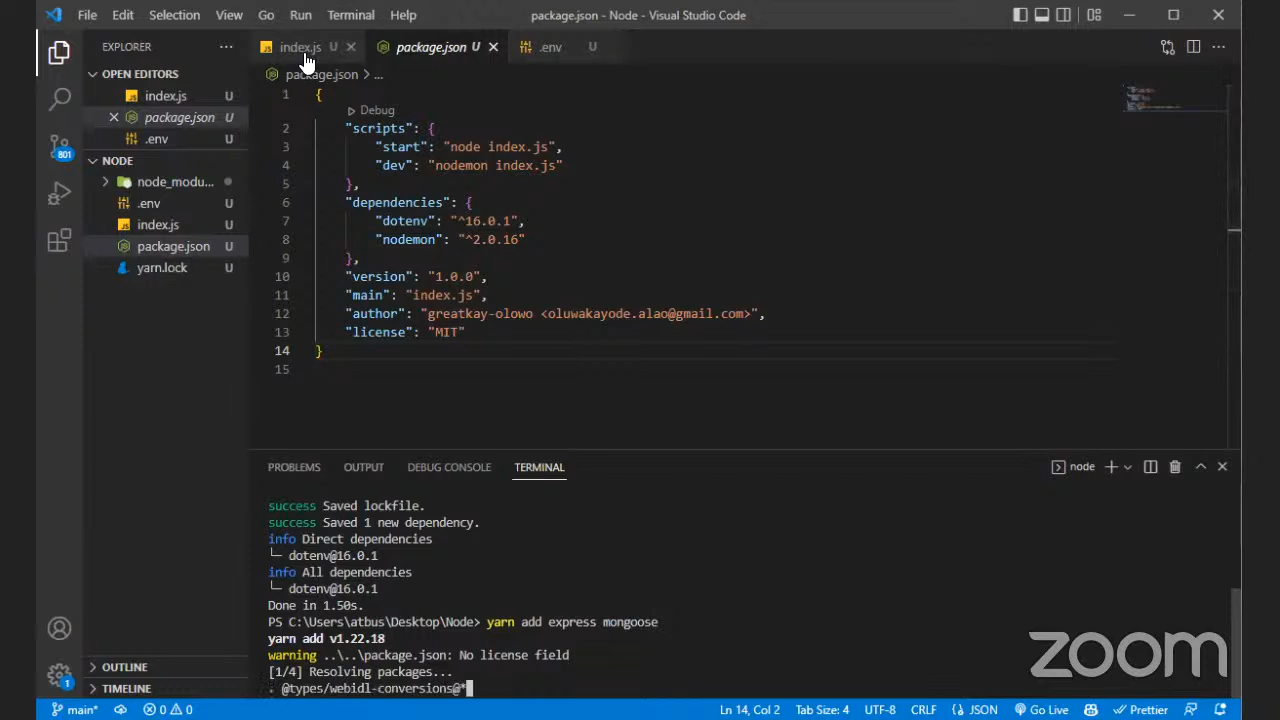 File Edit Selection View Go Run Terminal Help package.json - Node - Visual Studio Code
EXPLORER ...
index.js U
package.json U
.env U
package.json > ...
OPEN EDITORS
index.js U
package.json U
.env U
NODE
node_modu...
.env U
index.js U
package.json U
yarn.lock U
801
1 {
Debug
2 "scripts": {
3 "start": "node index.js",
4 "dev": "nodemon index.js"
5 },
6 "dependencies": {
7 "dotenv": "^16.0.1",
8 "nodemon": "^2.0.16"
9 },
10 "version": "1.0.0",
11 "main": "index.js",
12 "author": "greatkay-olowo <oluwakayode.alao@gmail.com>",
13 "license": "MIT"
14 }
15
PROBLEMS OUTPUT DEBUG CONSOLE TERMINAL node
success Saved lockfile.
success Saved 1 new dependency.
info Direct dependencies
└─ dotenv@16.0.1
info All dependencies
└─ dotenv@16.0.1
Done in 1.50s.
PS C:\Users\atbus\Desktop\Node> yarn add express mongoose
yarn add v1.22.18
warning ..\..\package.json: No license field
[1/4] Resolving packages...
. @types/webidl-conversions@*
OUTLINE
TIMELINE
1
zoom
main* 0 0 Ln 14, Col 2 Tab Size: 4 UTF-8 CRLF {} JSON Go Live Prettier